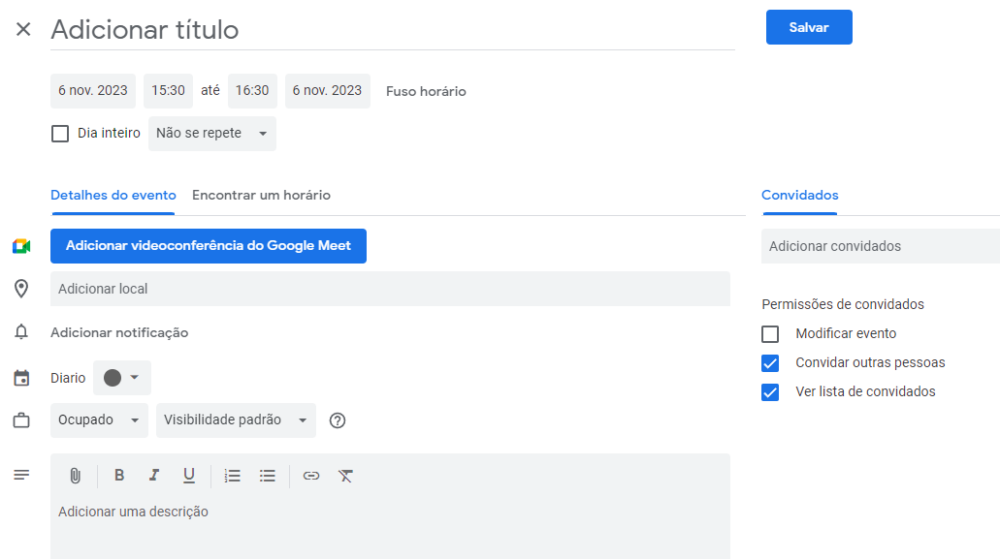 Adicionar título
Salvar
6 nov. 2023 15:30 até 16:30 6 nov. 2023 Fuso horário
Dia inteiro Não se repete
Detalhes do evento Encontrar um horário
Adicionar videoconferência do Google Meet
Adicionar local
Adicionar notificação
Diario
Ocupado Visibilidade padrão
B I U
Adicionar uma descrição
Convidados
Adicionar convidados
Permissões de convidados
Modificar evento
Convidar outras pessoas
Ver lista de convidados